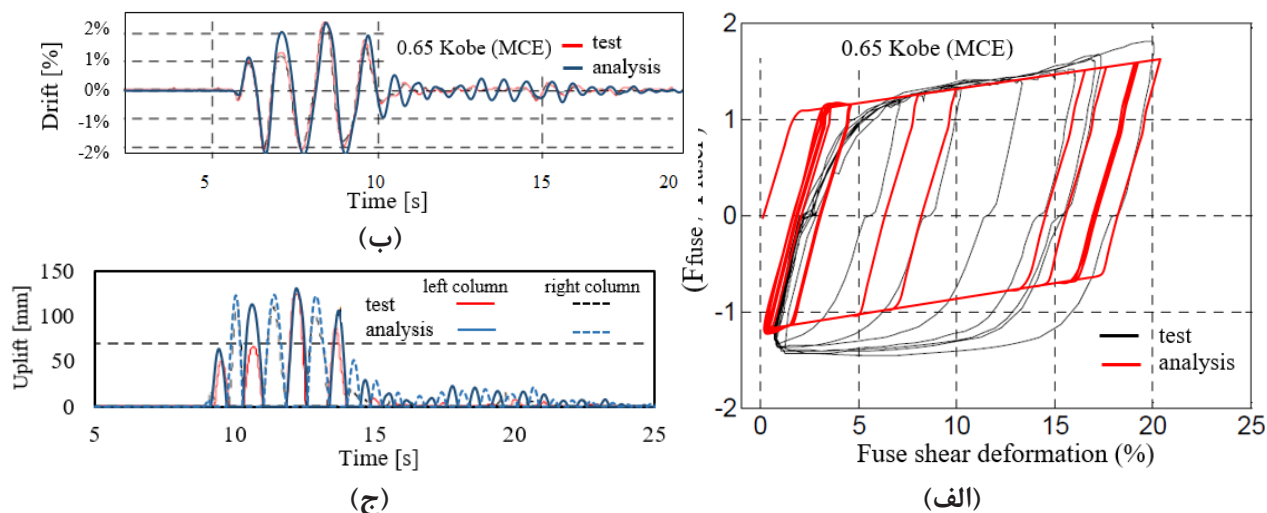 2%
1%
0%
-1%
-2%
Drift [%]
0.65 Kobe (MCE)
test
analysis
5
10
15
20
Time [s]
(ب)
150
100
50
0
Uplift [mm]
left column
right column
test
analysis
5
10
15
20
25
Time [s]
(ج)
2
1
0
-1
-2
0.65 Kobe (MCE)
test
analysis
0
5
10
15
20
25
Fuse shear deformation (%)
(الف)